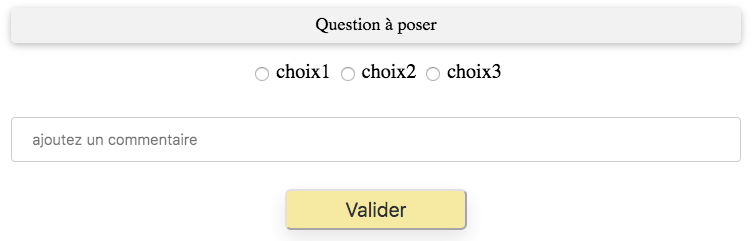 Question à poser
choix1 choix2 choix3
ajoutez un commentaire
Valider